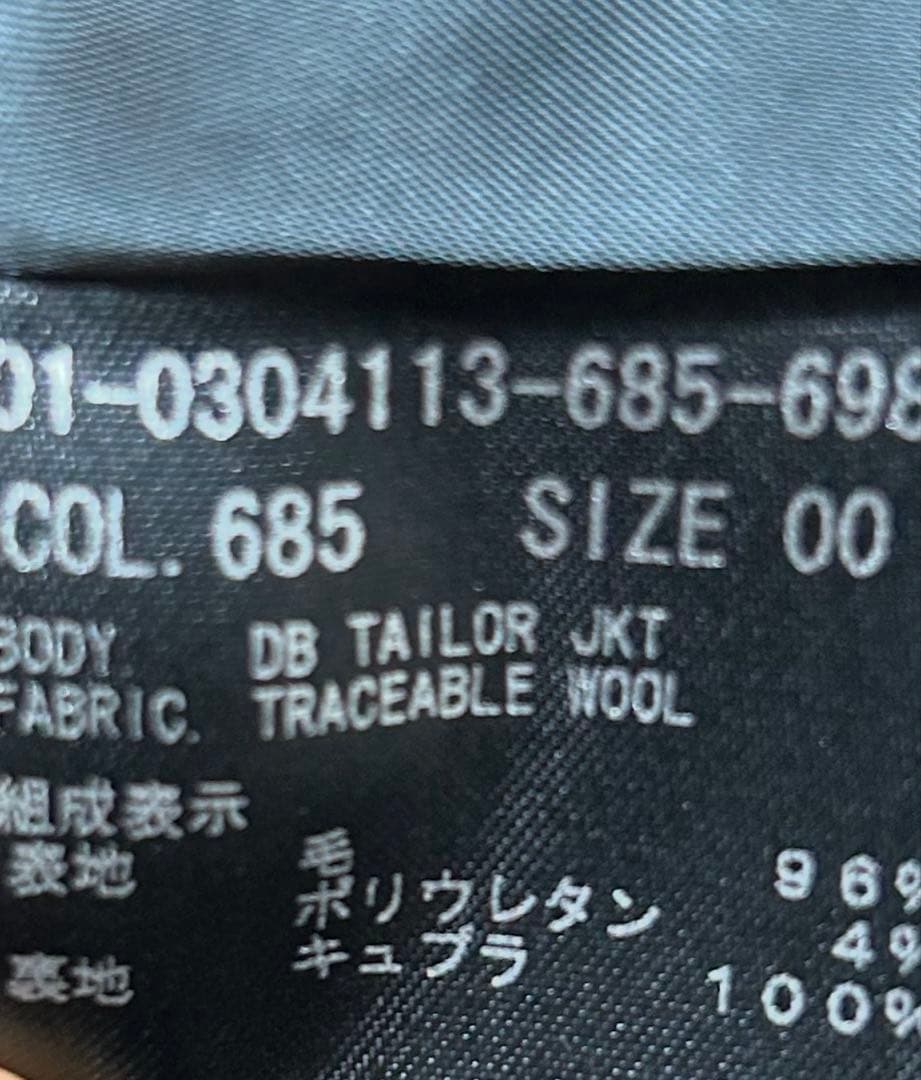 01-0304113-685-698
COL. 685 SIZE 00
BODY. DB TAILOR JKT
FABRIC. TRACEABLE WOOL
組成表示
表地 毛 96%
ポリウレタン 4%
裏地 キュプラ 100%